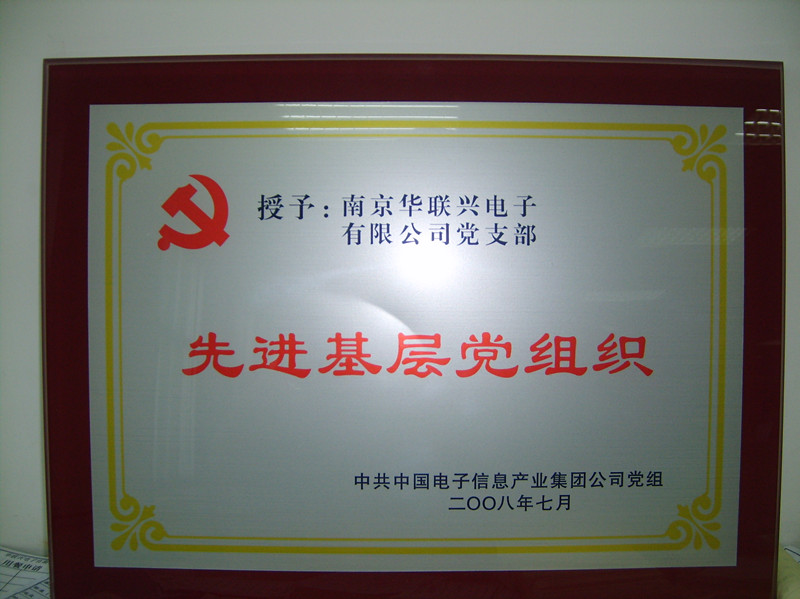 授予：南京华联兴电子
有限公司党支部
先进基层党组织
中共中国电子信息产业集团公司党组
二〇〇八年七月